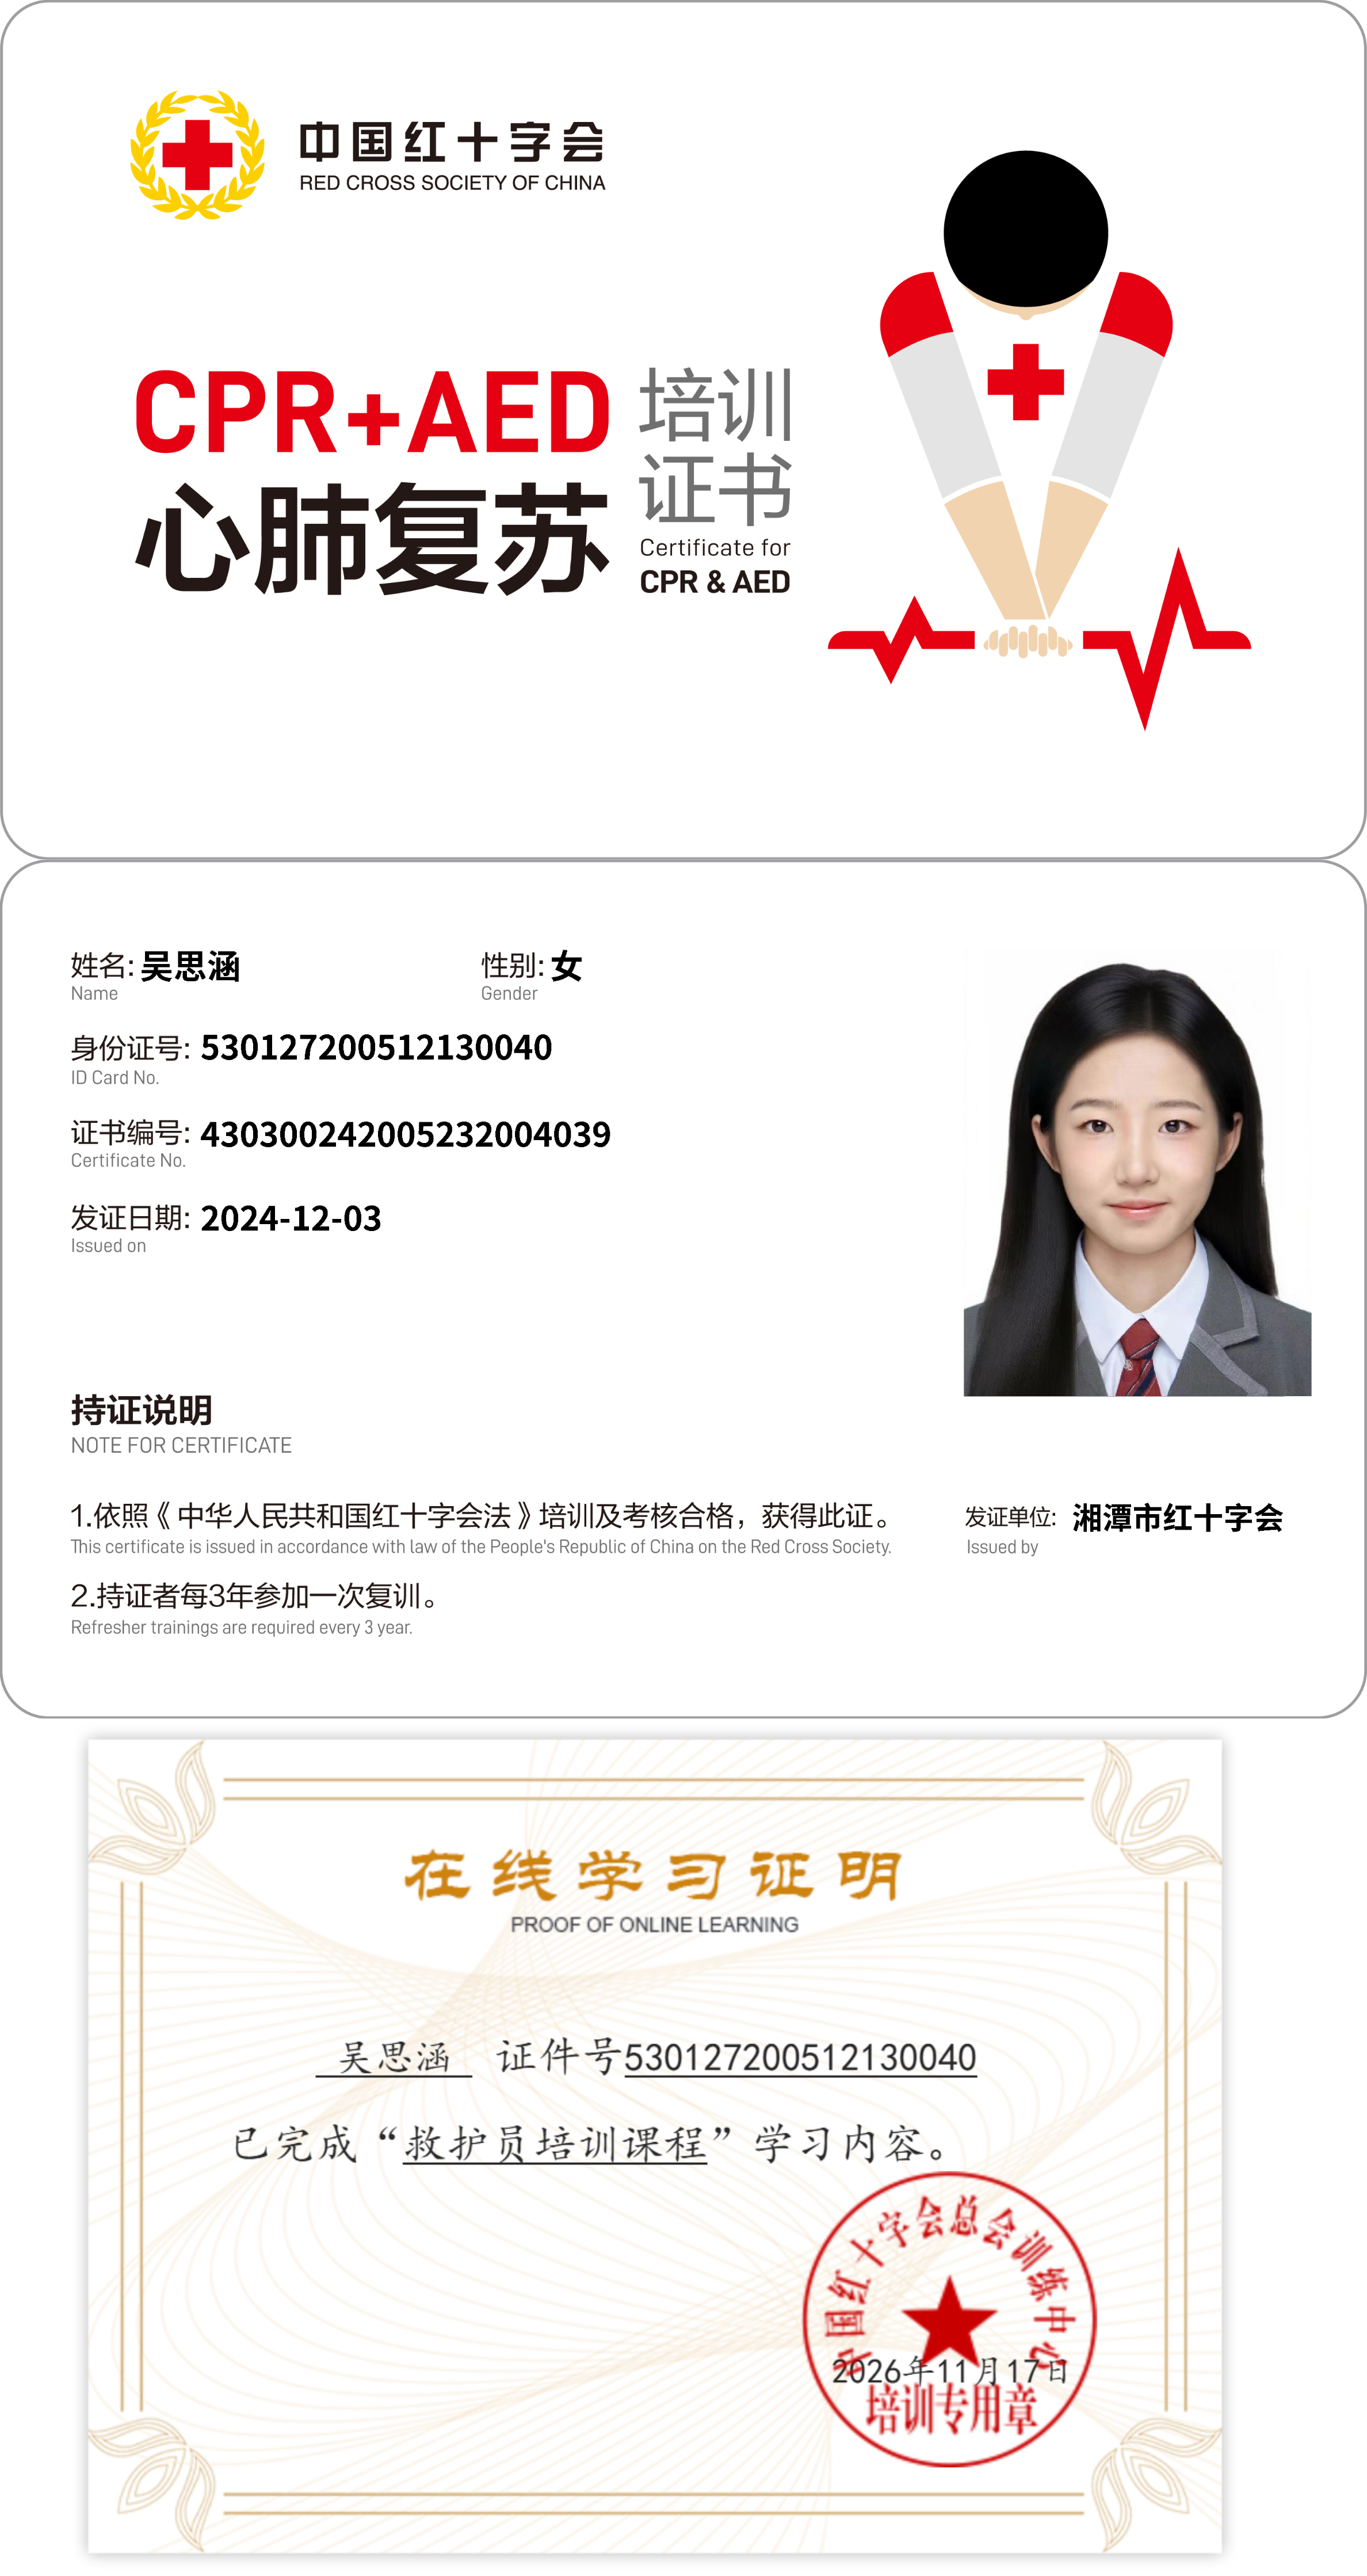 中国红十字会
RED CROSS SOCIETY OF CHINA
CPR+AED
心肺复苏
培训
证书
Certificate for
CPR & AED
姓名: 吴思涵
Name
性别: 女
Gender
身份证号: 530127200512130040
ID Card No.
证书编号: 430300242005232004039
Certificate No.
发证日期: 2024-12-03
Issued on
持证说明
NOTE FOR CERTIFICATE
1.依照《中华人民共和国红十字会法》培训及考核合格，获得此证。
This certificate is issued in accordance with law of the People's Republic of China on the Red Cross Society.
2.持证者每3年参加一次复训。
Refresher trainings are required every 3 year.
发证单位: 湘潭市红十字会
Issued by
在线学习证明
PROOF OF ONLINE LEARNING
吴思涵 证件号530127200512130040
已完成“救护员培训课程”学习内容。
中国红十字会总会训练中心
2026年11月17日
培训专用章